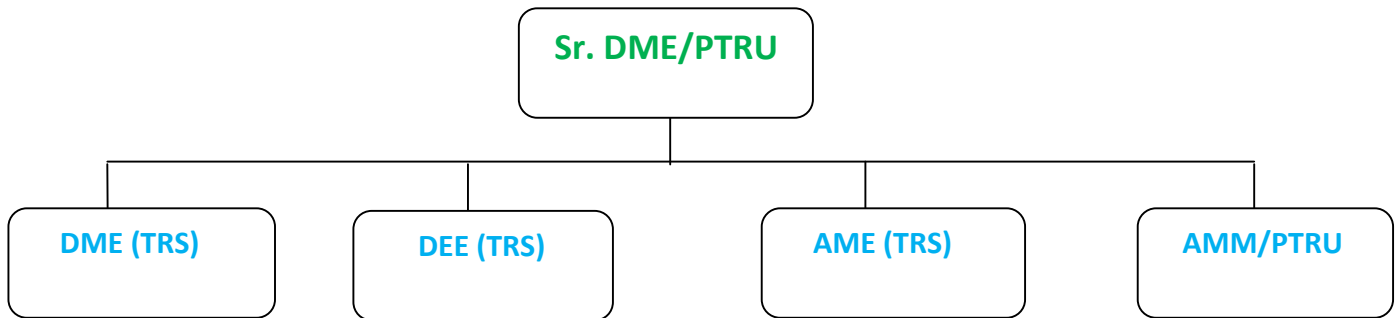 Sr. DME/PTRU
DME (TRS)
DEE (TRS)
AME (TRS)
AMM/PTRU